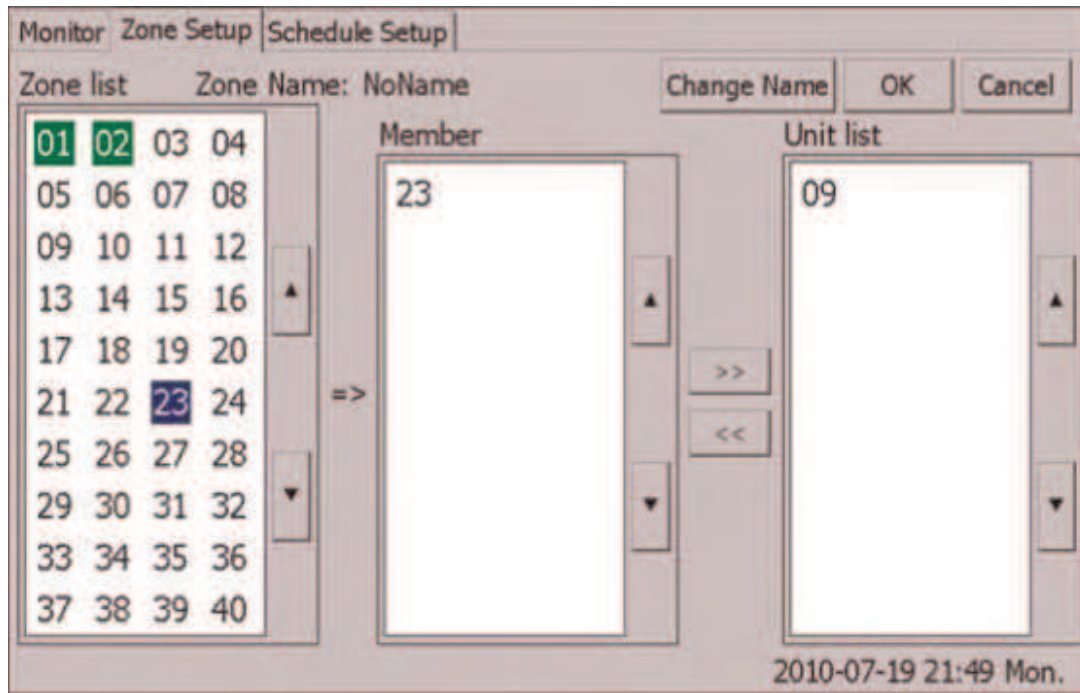 Monitor Zone Setup Schedule Setup
Zone list Zone Name: NoName Change Name OK Cancel
Member Unit list
01 02 03 04
05 06 07 08
09 10 11 12
13 14 15 16
17 18 19 20
21 22 23 24
25 26 27 28
29 30 31 32
33 34 35 36
37 38 39 40
=>
23
>>
<<
09
2010-07-19 21:49 Mon.